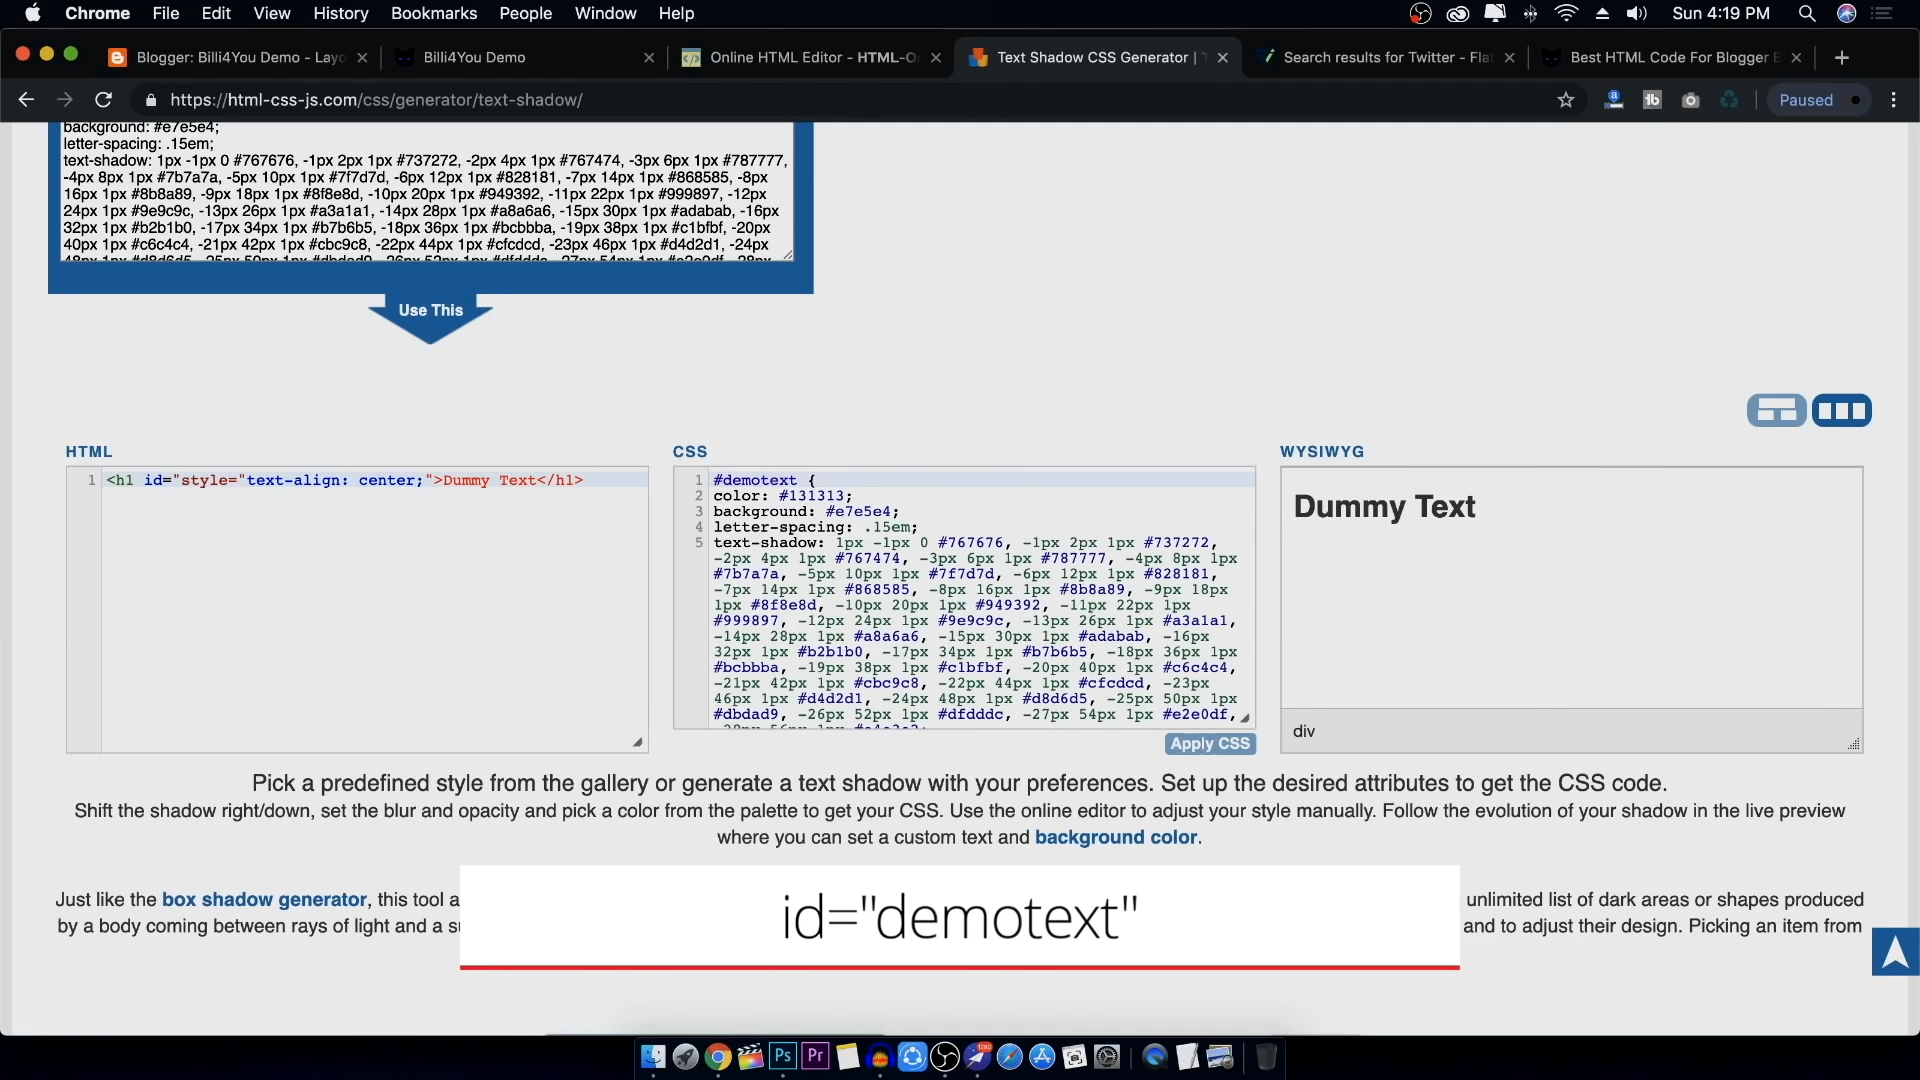 Chrome File Edit View History Bookmarks People Window Help Sun 4:19 PM
Blogger: Billi4You Demo - Layo
Billi4You Demo
Online HTML Editor - HTML-O
Text Shadow CSS Generator | T
Search results for Twitter - Flat
Best HTML Code For Blogger B
https://html-css-js.com/css/generator/text-shadow/ Paused
background: #e7e5e4;
letter-spacing: .15em;
text-shadow: 1px -1px 0 #767676, -1px 2px 1px #737272, -2px 4px 1px #767474, -3px 6px 1px #787777,
-4px 8px 1px #7b7a7a, -5px 10px 1px #7f7d7d, -6px 12px 1px #828181, -7px 14px 1px #868585, -8px
16px 1px #8b8a89, -9px 18px 1px #8f8e8d, -10px 20px 1px #949392, -11px 22px 1px #999897, -12px
24px 1px #9e9c9c, -13px 26px 1px #a3a1a1, -14px 28px 1px #a8a6a6, -15px 30px 1px #adabab, -16px
32px 1px #b2b1b0, -17px 34px 1px #b7b6b5, -18px 36px 1px #bcbbba, -19px 38px 1px #c1bfbf, -20px
40px 1px #c6c4c4, -21px 42px 1px #cbc9c8, -22px 44px 1px #cfcdcd, -23px 46px 1px #d4d2d1, -24px
48px 1px #d8d6d5, -25px 50px 1px #dbdad9, -26px 52px 1px #dfdddc, -27px 54px 1px #e2e0df, -28px
Use This
HTML
1 <h1 id="style="text-align: center;">Dummy Text</h1>
CSS
1 #demotext {
2 color: #131313;
3 background: #e7e5e4;
4 letter-spacing: .15em;
5 text-shadow: 1px -1px 0 #767676, -1px 2px 1px #737272,
-2px 4px 1px #767474, -3px 6px 1px #787777, -4px 8px 1px
#7b7a7a, -5px 10px 1px #7f7d7d, -6px 12px 1px #828181,
-7px 14px 1px #868585, -8px 16px 1px #8b8a89, -9px 18px
1px #8f8e8d, -10px 20px 1px #949392, -11px 22px 1px
#999897, -12px 24px 1px #9e9c9c, -13px 26px 1px #a3a1a1,
-14px 28px 1px #a8a6a6, -15px 30px 1px #adabab, -16px
32px 1px #b2b1b0, -17px 34px 1px #b7b6b5, -18px 36px 1px
#bcbbba, -19px 38px 1px #c1bfbf, -20px 40px 1px #c6c4c4,
-21px 42px 1px #cbc9c8, -22px 44px 1px #cfcdcd, -23px
46px 1px #d4d2d1, -24px 48px 1px #d8d6d5, -25px 50px 1px
#dbdad9, -26px 52px 1px #dfdddc, -27px 54px 1px #e2e0df,
Apply CSS
WYSIWYG
Dummy Text
div
Pick a predefined style from the gallery or generate a text shadow with your preferences. Set up the desired attributes to get the CSS code.
Shift the shadow right/down, set the blur and opacity and pick a color from the palette to get your CSS. Use the online editor to adjust your style manually. Follow the evolution of your shadow in the live preview
where you can set a custom text and background color.
Just like the box shadow generator, this tool a
unlimited list of dark areas or shapes produced
by a body coming between rays of light and a su
and to adjust their design. Picking an item from
id="demotext"
Ps Pr